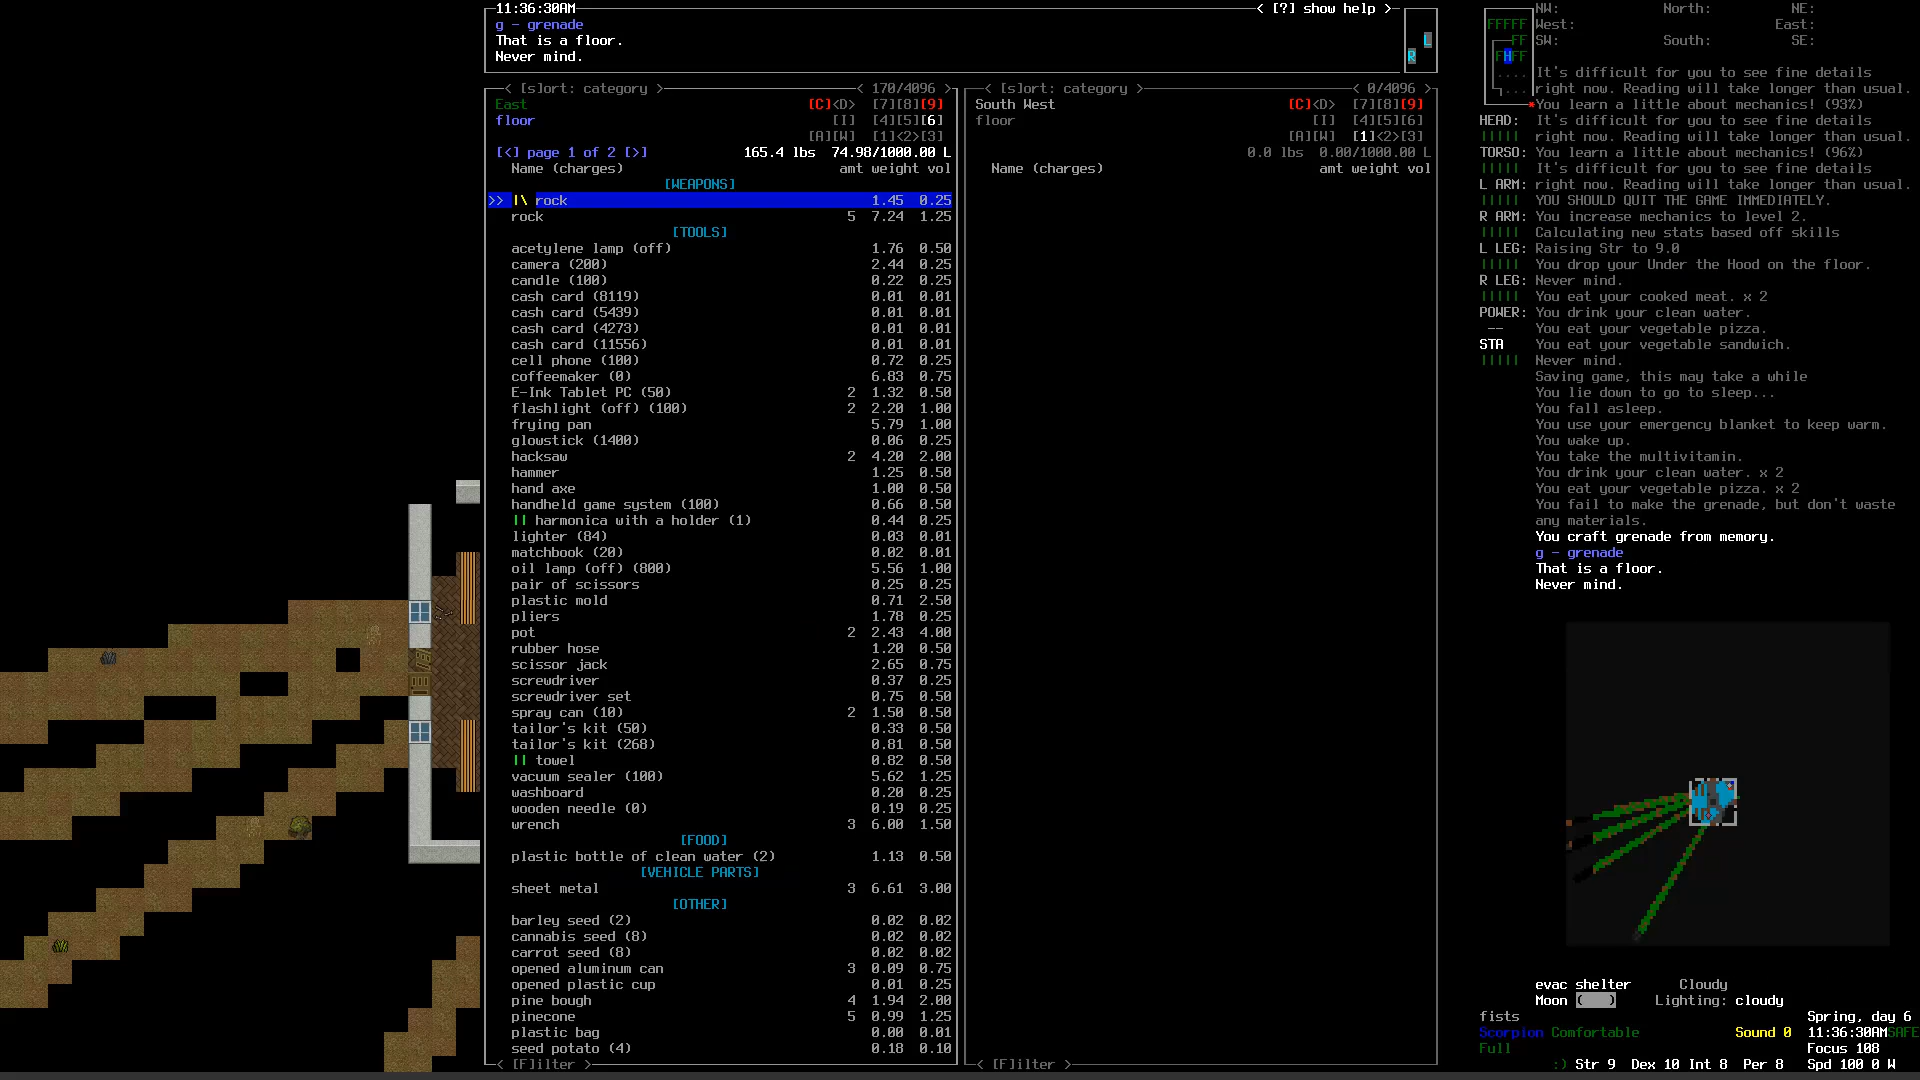 11:36:30AM
< [?] show help >
g - grenade
That is a floor.
Never mind.
L
R
< [s]ort: category >
< 170/4096 >
East
[C]<D> [7][8][9]
floor
[I] [4][5][6]
[A][W] [1]<2>[3]
[<] page 1 of 2 [>]
165.4 lbs 74.98/1000.00 L
Name (charges) amt weight vol
[WEAPONS]
>> |\ rock 1.45 0.25
rock 5 7.24 1.25
[TOOLS]
acetylene lamp (off) 1.76 0.50
camera (200) 2.44 0.25
candle (100) 0.22 0.25
cash card (8119) 0.01 0.01
cash card (5439) 0.01 0.01
cash card (4273) 0.01 0.01
cash card (11556) 0.01 0.01
cell phone (100) 0.72 0.25
coffeemaker (0) 6.83 0.75
E-Ink Tablet PC (50) 2 1.32 0.50
flashlight (off) (100) 2 2.20 1.00
frying pan 5.79 1.00
glowstick (1400) 0.06 0.25
hacksaw 2 4.20 2.00
hammer 1.25 0.50
hand axe 1.00 0.50
handheld game system (100) 0.66 0.50
|| harmonica with a holder (1) 0.44 0.25
lighter (84) 0.03 0.01
matchbook (20) 0.02 0.01
oil lamp (off) (800) 5.56 1.00
pair of scissors 0.25 0.25
plastic mold 0.71 2.50
pliers 1.78 0.25
pot 2 2.43 4.00
rubber hose 1.20 0.50
scissor jack 2.65 0.75
screwdriver 0.37 0.25
screwdriver set 0.75 0.50
spray can (10) 2 1.50 0.50
tailor's kit (50) 0.33 0.50
tailor's kit (268) 0.81 0.50
|| towel 0.82 0.50
vacuum sealer (100) 5.62 1.25
washboard 0.20 0.25
wooden needle (0) 0.19 0.25
wrench 3 6.00 1.50
[FOOD]
plastic bottle of clean water (2) 1.13 0.50
[VEHICLE PARTS]
sheet metal 3 6.61 3.00
[OTHER]
barley seed (2) 0.02 0.02
cannabis seed (8) 0.02 0.02
carrot seed (8) 0.02 0.02
opened aluminum can 3 0.09 0.75
opened plastic cup 0.01 0.25
pine bough 4 1.94 2.00
pinecone 5 0.99 1.25
plastic bag 0.00 0.01
seed potato (4) 0.18 0.10
< [F]ilter >
< [s]ort: category >
< 0/4096 >
South West
[C]<D> [7][8][9]
floor
[I] [4][5][6]
[A][W] [1]<2>[3]
0.0 lbs 0.00/1000.00 L
Name (charges) amt weight vol
< [F]ilter >
NW: North: NE:
West: East:
SW: South: SE:
FFFFF
FF
FHFF
HEAD:
TORSO:
L ARM:
R ARM:
L LEG:
R LEG:
POWER:
--
STA
It's difficult for you to see fine details
right now. Reading will take longer than usual.
You learn a little about mechanics! (93%)
It's difficult for you to see fine details
right now. Reading will take longer than usual.
You learn a little about mechanics! (96%)
It's difficult for you to see fine details
right now. Reading will take longer than usual.
YOU SHOULD QUIT THE GAME IMMEDIATELY.
You increase mechanics to level 2.
Calculating new stats based off skills
Raising Str to 9.0
You drop your Under the Hood on the floor.
Never mind.
You eat your cooked meat. x 2
You drink your clean water.
You eat your vegetable pizza.
You eat your vegetable sandwich.
Never mind.
Saving game, this may take a while
You lie down to go to sleep...
You fall asleep.
You use your emergency blanket to keep warm.
You wake up.
You take the multivitamin.
You drink your clean water. x 2
You eat your vegetable pizza. x 2
You fail to make the grenade, but don't waste
any materials.
You craft grenade from memory.
g - grenade
That is a floor.
Never mind.
evac shelter Cloudy
Moon ( ) Lighting: cloudy
fists Spring, day 6
Scorpion Comfortable Sound 0 11:36:30AMSAFE
Full Focus 108
:) Str 9 Dex 10 Int 8 Per 8 Spd 100 0 W